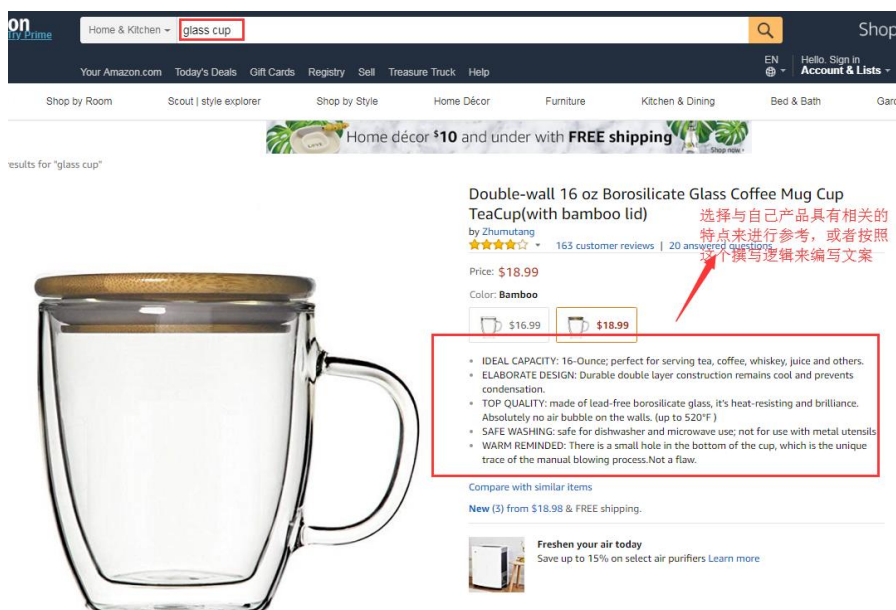 on
Try Prime
Home & Kitchen
glass cup
Shop
Your Amazon.com Today's Deals Gift Cards Registry Sell Treasure Truck Help
EN
Hello. Sign in
Account & Lists
Shop by Room Scout | style explorer Shop by Style Home Décor Furniture Kitchen & Dining Bed & Bath Gard
Home décor $10 and under with FREE shipping
Shop now
results for "glass cup"
Double-wall 16 oz Borosilicate Glass Coffee Mug Cup
TeaCup(with bamboo lid)
by Zhumutang
163 customer reviews | 20 answered questions
选择与自己产品具有相关的
特点来进行参考，或者按照
这个撰写逻辑来编写文案
Price: $18.99
Color: Bamboo
$16.99 $18.99
IDEAL CAPACITY: 16-Ounce; perfect for serving tea, coffee, whiskey, juice and others.
ELABORATE DESIGN: Durable double layer construction remains cool and prevents
condensation.
TOP QUALITY: made of lead-free borosilicate glass, it's heat-resisting and brilliance.
Absolutely no air bubble on the walls. (up to 520°F )
SAFE WASHING: safe for dishwasher and microwave use; not for use with metal utensils
WARM REMINDED: There is a small hole in the bottom of the cup, which is the unique
trace of the manual blowing process.Not a flaw.
Compare with similar items
New (3) from $18.98 & FREE shipping.
Freshen your air today
Save up to 15% on select air purifiers Learn more